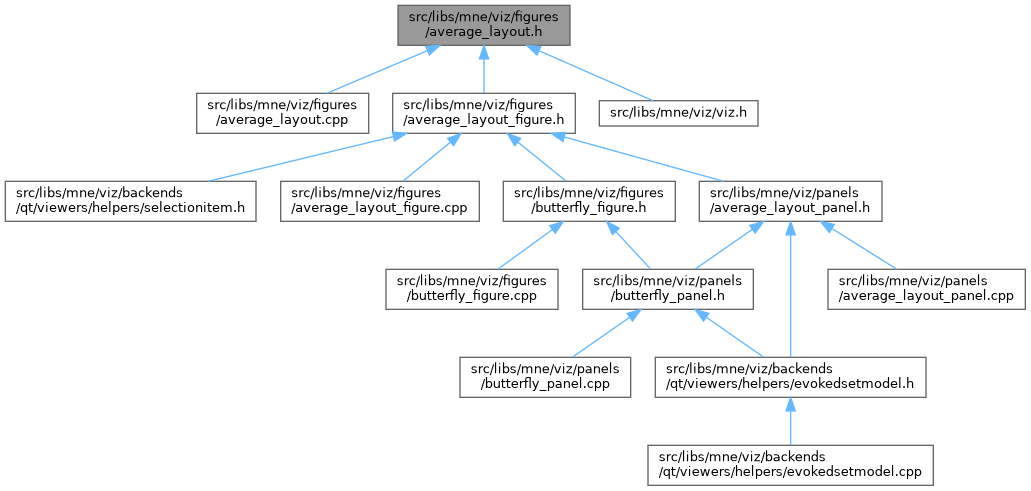 src/libs/mne/viz/figures
/average_layout.h
src/libs/mne/viz/figures
/average_layout.cpp
src/libs/mne/viz/figures
/average_layout_figure.h
src/libs/mne/viz/viz.h
src/libs/mne/viz/backends
/qt/viewers/helpers/selectionitem.h
src/libs/mne/viz/figures
/average_layout_figure.cpp
src/libs/mne/viz/figures
/butterfly_figure.h
src/libs/mne/viz/panels
/average_layout_panel.h
src/libs/mne/viz/figures
/butterfly_figure.cpp
src/libs/mne/viz/panels
/butterfly_panel.h
src/libs/mne/viz/panels
/average_layout_panel.cpp
src/libs/mne/viz/panels
/butterfly_panel.cpp
src/libs/mne/viz/backends
/qt/viewers/helpers/evokedsetmodel.h
src/libs/mne/viz/backends
/qt/viewers/helpers/evokedsetmodel.cpp